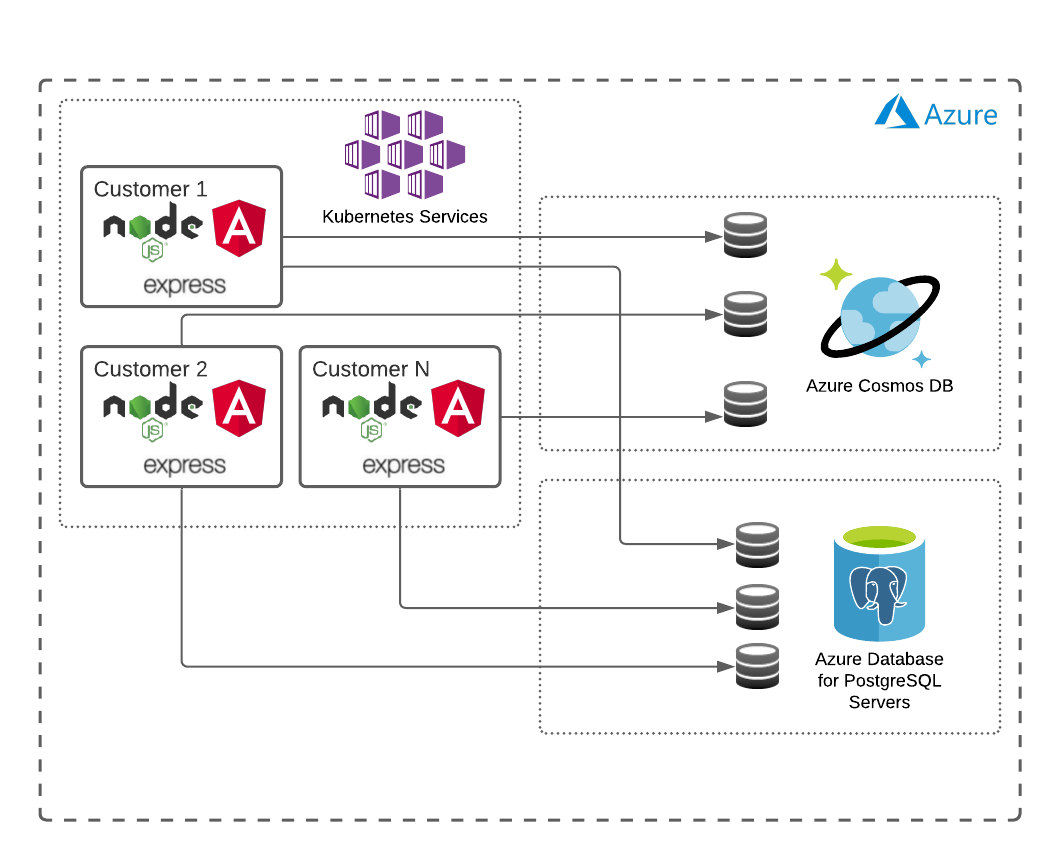 Azure
Kubernetes Services
Customer 1
node
JS
express
Customer 2
node
JS
express
Customer N
node
JS
express
Azure Cosmos DB
Azure Database
for PostgreSQL
Servers